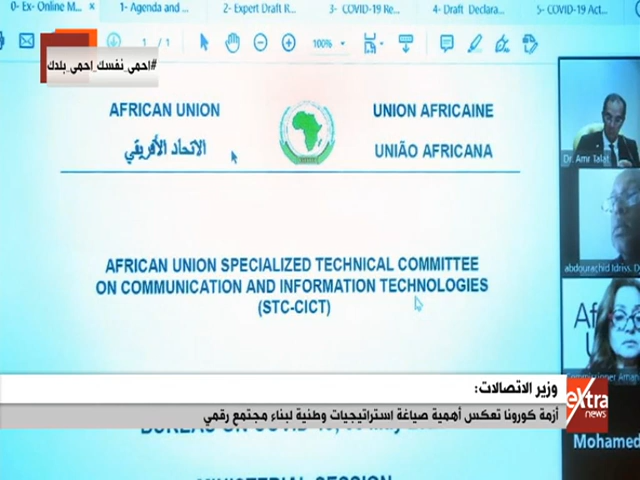 0- Ex- Online M...
1- Agenda and ...
2- Expert Draft R...
3- COVID-19 Re...
4- Draft Declara...
5- COVID-19 Act...
1 / 1
100%
#احمي_نفسك_احمي_بلدك
AFRICAN UNION
UNION AFRICAINE
الاتحاد الأفريقي
UNIÃO AFRICANA
Dr. Amr Talat
abdourachid Idriss, D
AFRICAN UNION SPECIALIZED TECHNICAL COMMITTEE
ON COMMUNICATION AND INFORMATION TECHNOLOGIES
(STC-CICT)
وزير الاتصالات:
أزمة كورونا تعكس أهمية صياغة استراتيجيات وطنية لبناء مجتمع رقمي
eXtra
news
Mohamed
MINISTERIAL SESSION